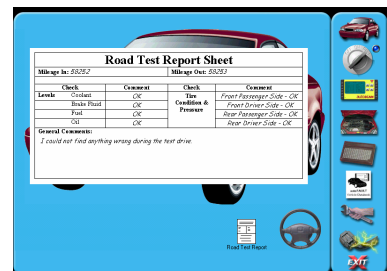 Road Test Report Sheet
Mileage In: 59252 Mileage Out: 59253
Check Comment Check Comment
Levels Coolant OK Tire Condition & Pressure Front Passenger Side - OK
Brake Fluid OK Front Driver Side - OK
Fuel OK Rear Passenger Side - OK
Oil OK Rear Driver Side - OK
General Comments:
I could not find anything wrong during the test drive.
Road Test Report
EXIT